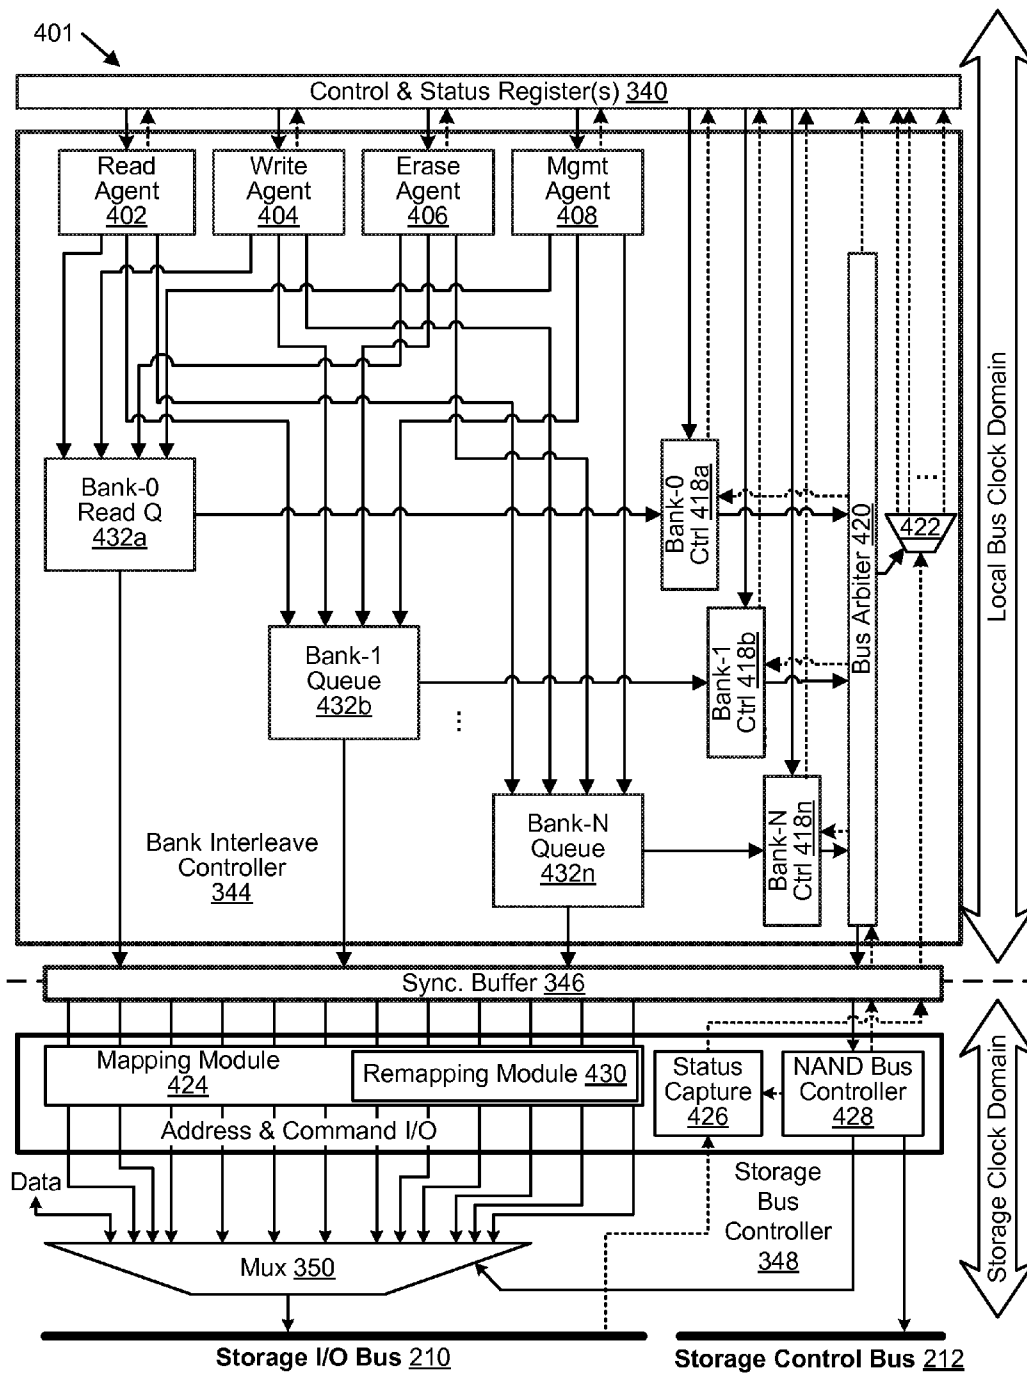 401
Control & Status Register(s) 340
Read
Agent
402
Write
Agent
404
Erase
Agent
406
Mgmt
Agent
408
Bank-0
Read Q
432a
Bank-0
Ctrl 418a
Bus Arbiter 420
...
422
Local Bus Clock Domain
Bank-1
Queue
432b
...
Bank-1
Ctrl 418b
Bank-N
Queue
432n
Bank-N
Ctrl 418n
Bank Interleave
Controller
344
Sync. Buffer 346
Mapping Module
424
Remapping Module 430
Status
Capture
426
NAND Bus
Controller
428
Address & Command I/O
Storage Clock Domain
Data
Storage
Bus
Controller
348
Mux 350
Storage I/O Bus 210
Storage Control Bus 212